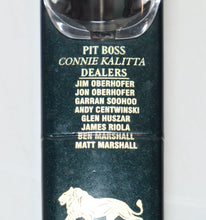 PIT BOSS
CONNIE KALITTA
DEALERS
JIM OBERHOFER
JON OBERHOFER
GARRAN SOOHOO
ANDY CENTWINSKI
GLEN HUSZAR
JAMES RIOLA
BEN MARSHALL
MATT MARSHALL